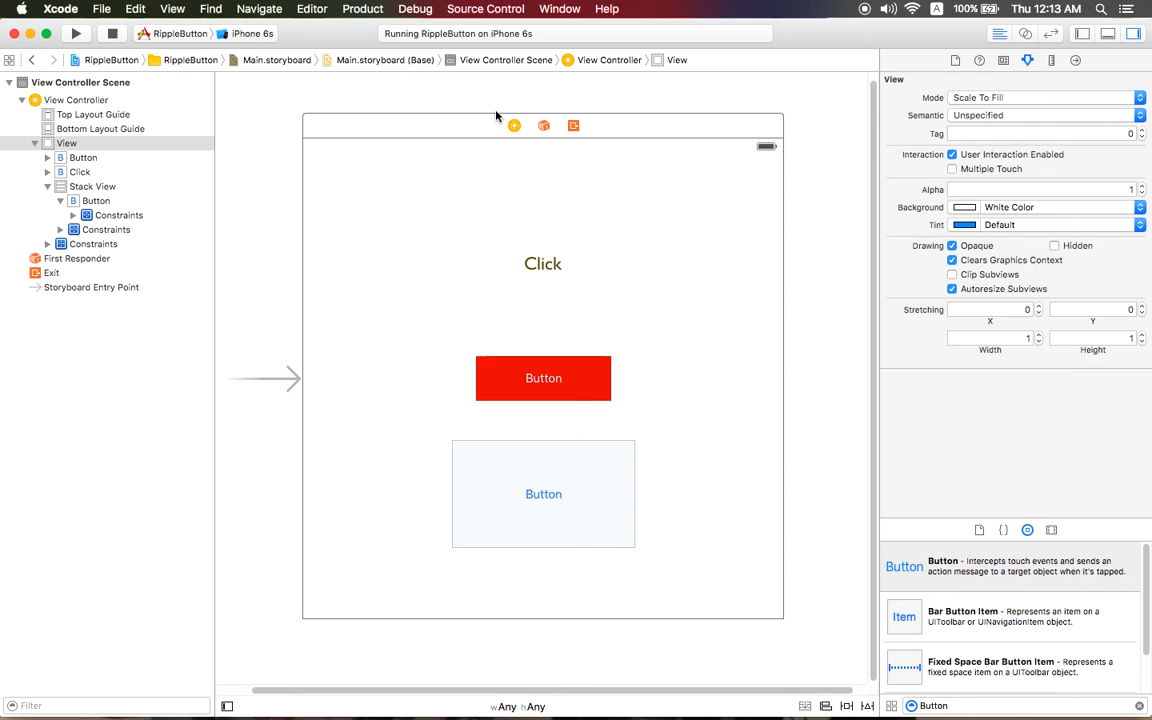 Xcode File Edit View Find Navigate Editor Product Debug Source Control Window Help A 100% Thu 12:13 AM
RippleButton iPhone 6s Running RippleButton on iPhone 6s
RippleButton RippleButton Main.storyboard Main.storyboard (Base) View Controller Scene View Controller View
View Controller Scene
View Controller
Top Layout Guide
Bottom Layout Guide
View
B Button
B Click
Stack View
B Button
Constraints
Constraints
Constraints
First Responder
Exit
Storyboard Entry Point
Filter
Click
Button
Button
wAny hAny
View
Mode Scale To Fill
Semantic Unspecified
Tag 0
Interaction User Interaction Enabled
Multiple Touch
Alpha 1
Background White Color
Tint Default
Drawing Opaque Hidden
Clears Graphics Context
Clip Subviews
Autoresize Subviews
Stretching 0 0
X Y
1 1
Width Height
Button Button - Intercepts touch events and sends an
action message to a target object when it's tapped.
Item Bar Button Item - Represents an item on a
UIToolbar or UINavigationItem object.
Fixed Space Bar Button Item - Represents a
fixed space item on a UIToolbar object.
Button